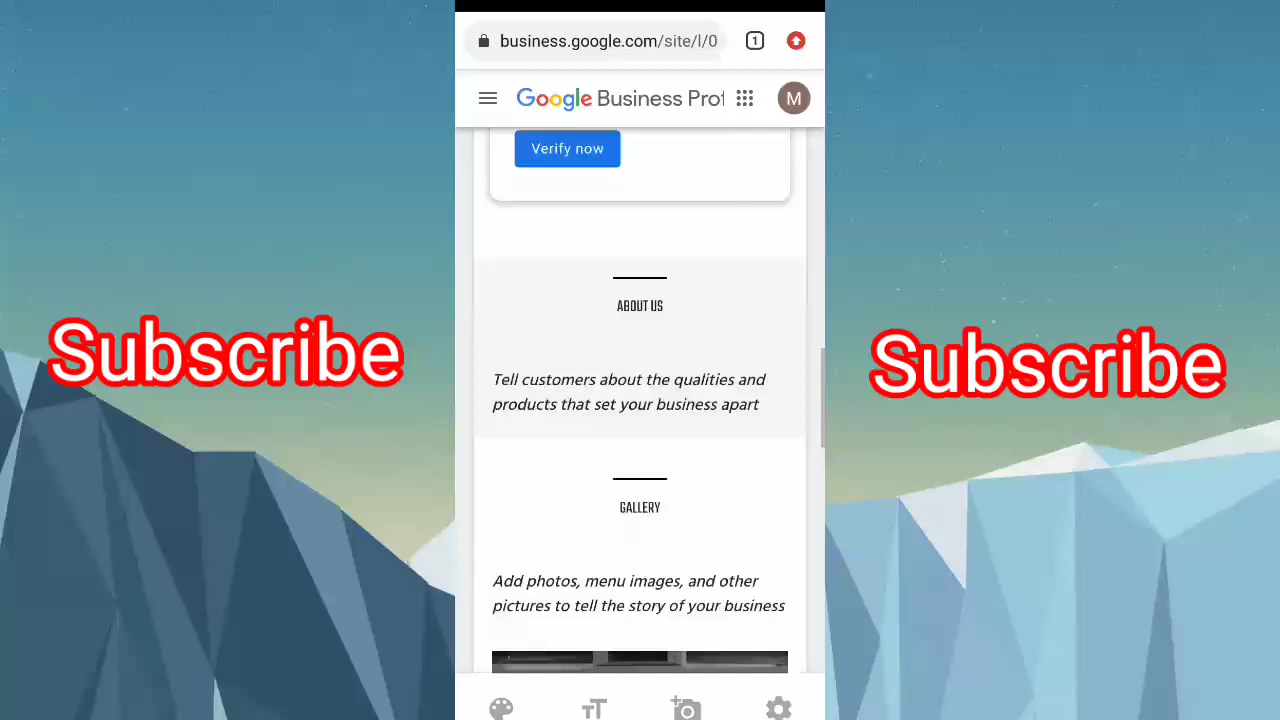 business.google.com/site/l/0
1
Google Business Prof
M
Verify now
ABOUT US
Subscribe
Subscribe
Tell customers about the qualities and
products that set your business apart
GALLERY
Add photos, menu images, and other
pictures to tell the story of your business